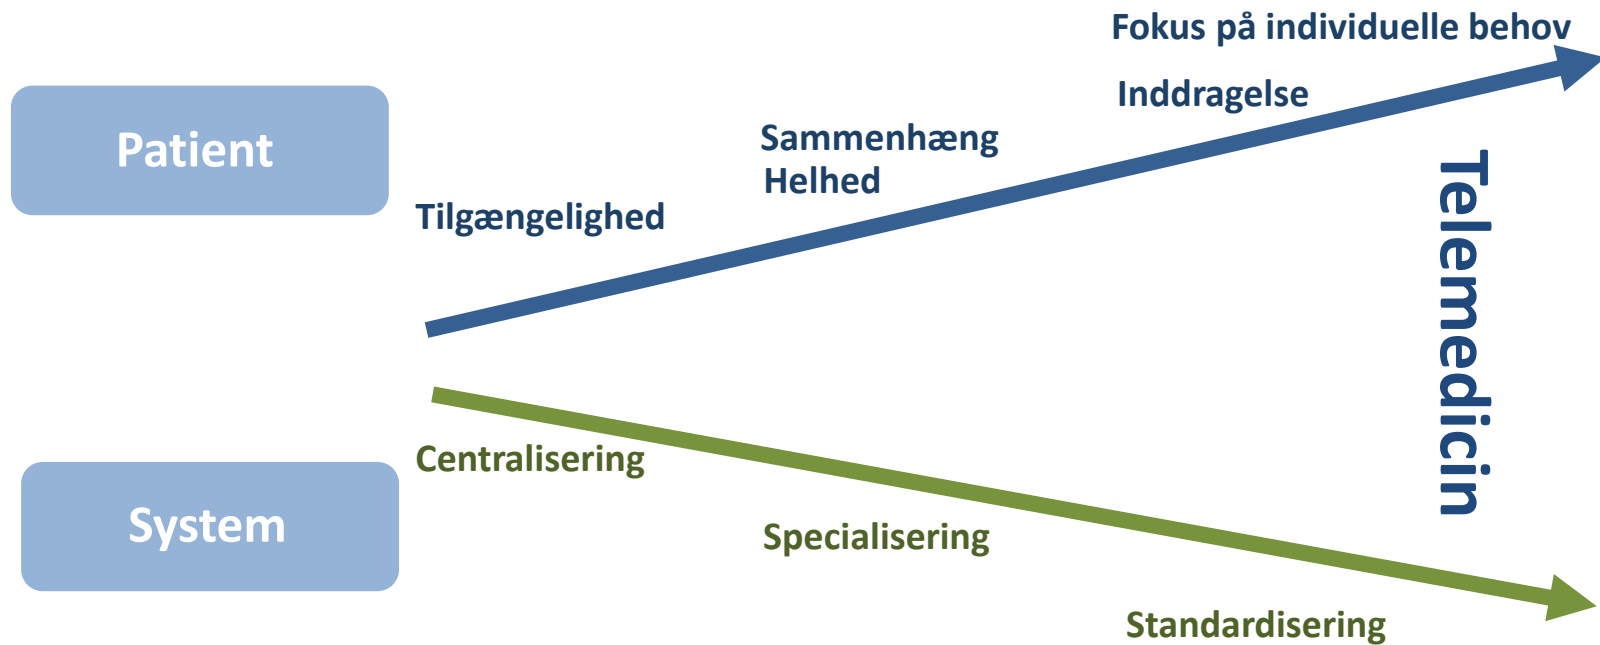 Fokus på individuelle behov
Inddragelse
Patient
Sammenhæng
Helhed
Tilgængelighed
Telemedicin
Centralisering
System
Specialisering
Standardisering